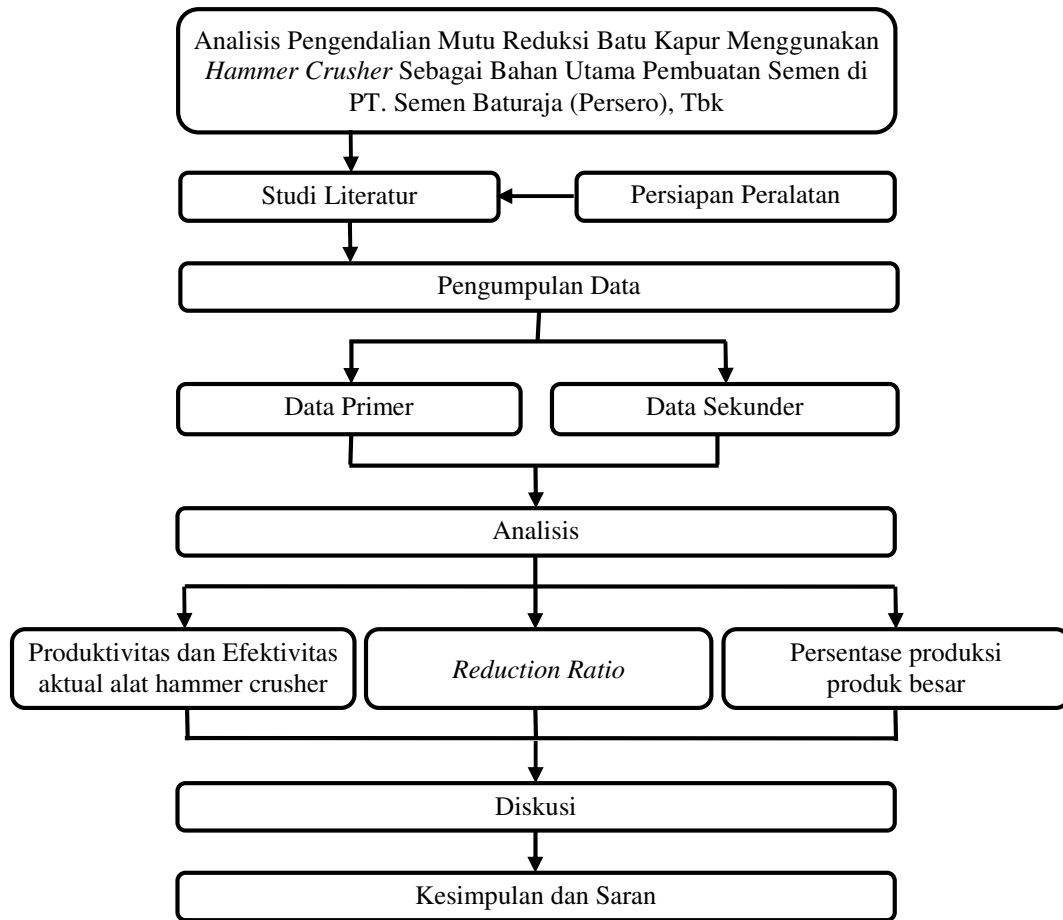 Analisis Pengendalian Mutu Reduksi Batu Kapur Menggunakan
Hammer Crusher Sebagai Bahan Utama Pembuatan Semen di
PT. Semen Baturaja (Persero), Tbk
Studi Literatur
Persiapan Peralatan
Pengumpulan Data
Data Primer
Data Sekunder
Analisis
Produktivitas dan Efektivitas
aktual alat hammer crusher
Reduction Ratio
Persentase produksi
produk besar
Diskusi
Kesimpulan dan Saran